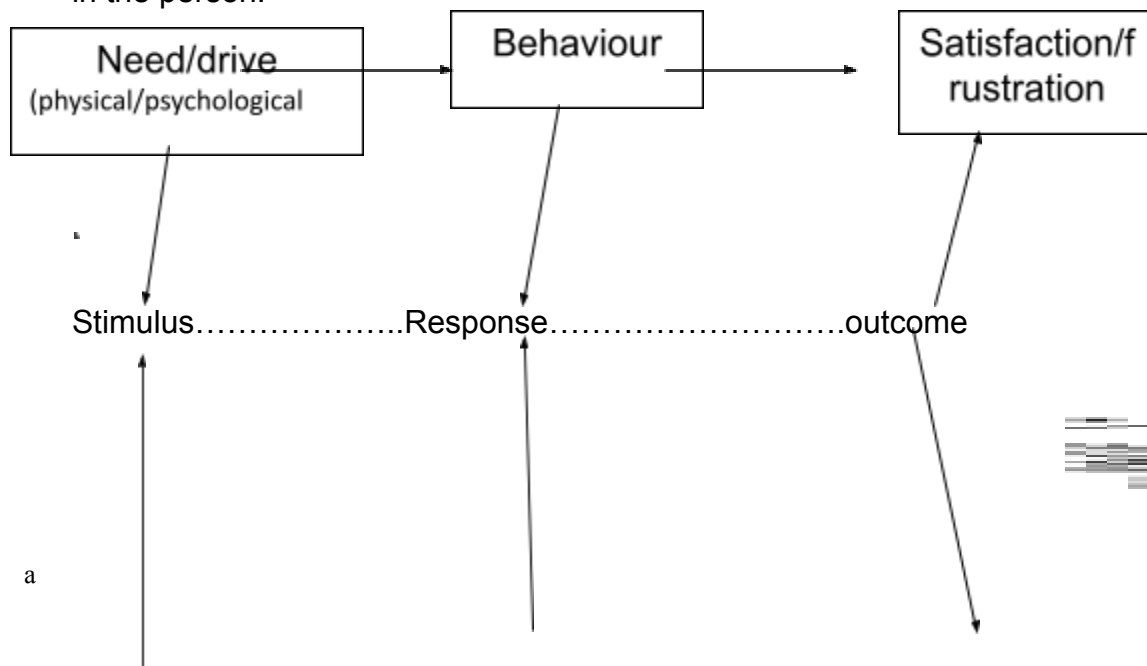 in the person.
Need/drive
(physical/psychological
Behaviour
Satisfaction/f
rustration
Stimulus………………..Response……………………….outcome
a